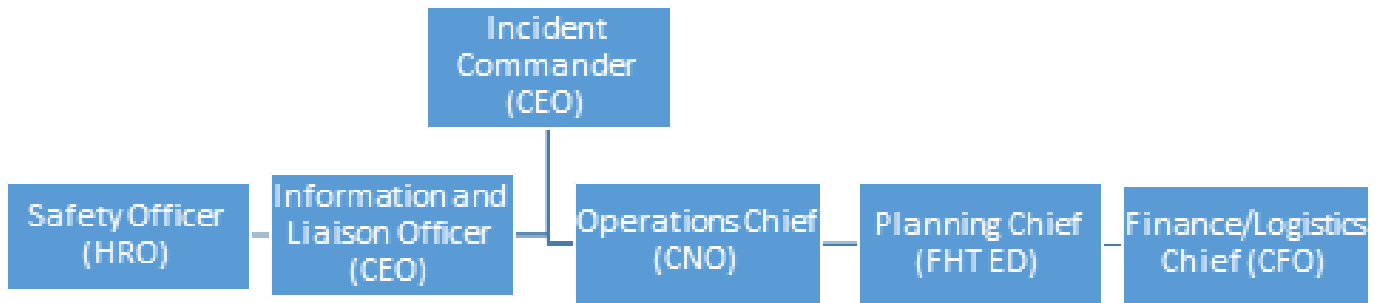 Incident
Commander
(CEO)
Safety Officer
(HRO)
Information and
Liaison Officer
(CEO)
Operations Chief
(CNO)
Planning Chief
(FHT ED)
Finance/Logistics
Chief (CFO)